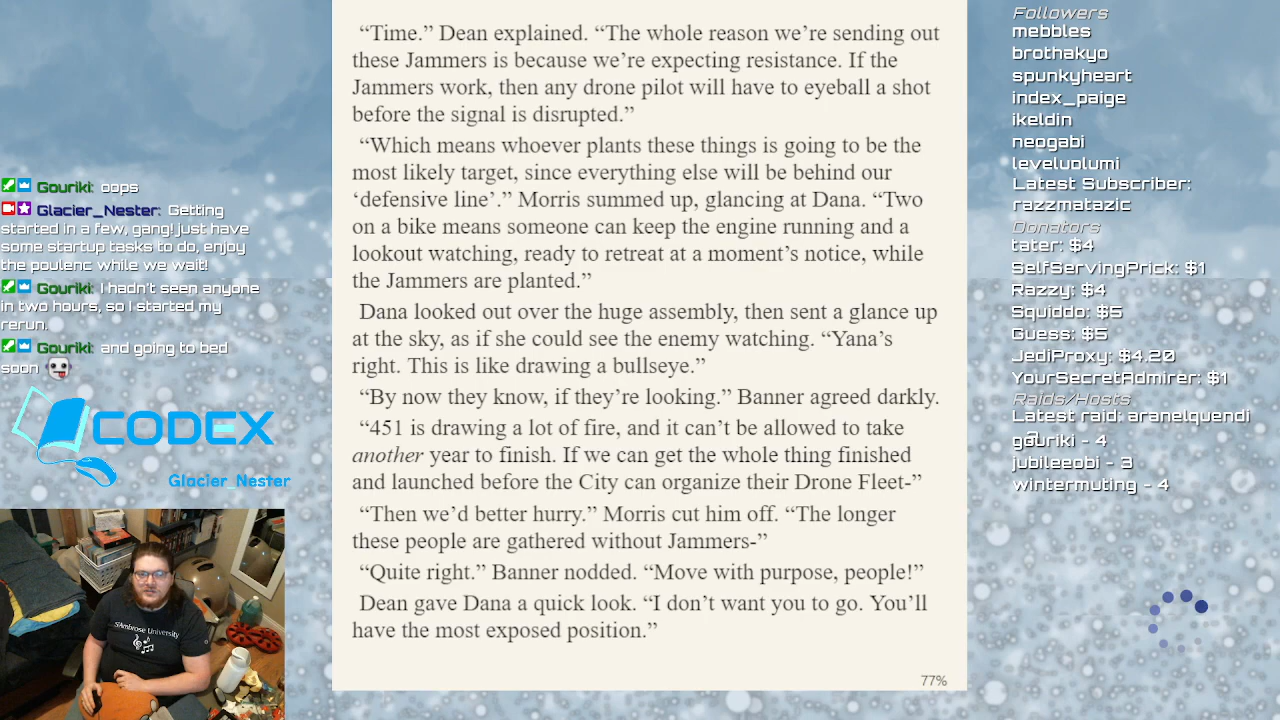 “Time.” Dean explained. “The whole reason we’re sending out
these Jammers is because we’re expecting resistance. If the
Jammers work, then any drone pilot will have to eyeball a shot
before the signal is disrupted.”
“Which means whoever plants these things is going to be the
most likely target, since everything else will be behind our
‘defensive line’.” Morris summed up, glancing at Dana. “Two
on a bike means someone can keep the engine running and a
lookout watching, ready to retreat at a moment’s notice, while
the Jammers are planted.”
Dana looked out over the huge assembly, then sent a glance up
at the sky, as if she could see the enemy watching. “Yana’s
right. This is like drawing a bullseye.”
“By now they know, if they’re looking.” Banner agreed darkly.
“451 is drawing a lot of fire, and it can’t be allowed to take
another year to finish. If we can get the whole thing finished
and launched before the City can organize their Drone Fleet-”
“Then we’d better hurry.” Morris cut him off. “The longer
these people are gathered without Jammers-”
“Quite right.” Banner nodded. “Move with purpose, people!”
Dean gave Dana a quick look. “I don’t want you to go. You’ll
have the most exposed position.”
77%
Gouriki: oops
Glacier_Nester: Getting
started in a few, gang! just have
some startup tasks to do, enjoy
the poulenc while we wait!
Gouriki: I hadn't seen anyone
in two hours, so I started my
rerun.
Gouriki: and going to bed
soon
CODEX
Glacier_Nester
St. Ambrose University
Followers
mebbles
brothakyo
spunkyheart
index_paige
ikeldin
neogabi
leveluplumi
Latest Subscriber:
razzmatazic
Donators
tater: $4
SelfServingPrick: $1
Razzy: $4
Squiddo: $5
Guess: $5
JediProxy: $4.20
YourSecretAdmirer: $1
Raids/Hosts
Latest raid: aranelquendi
gouriki - 4
jubileeobi - 3
wintermuting - 4